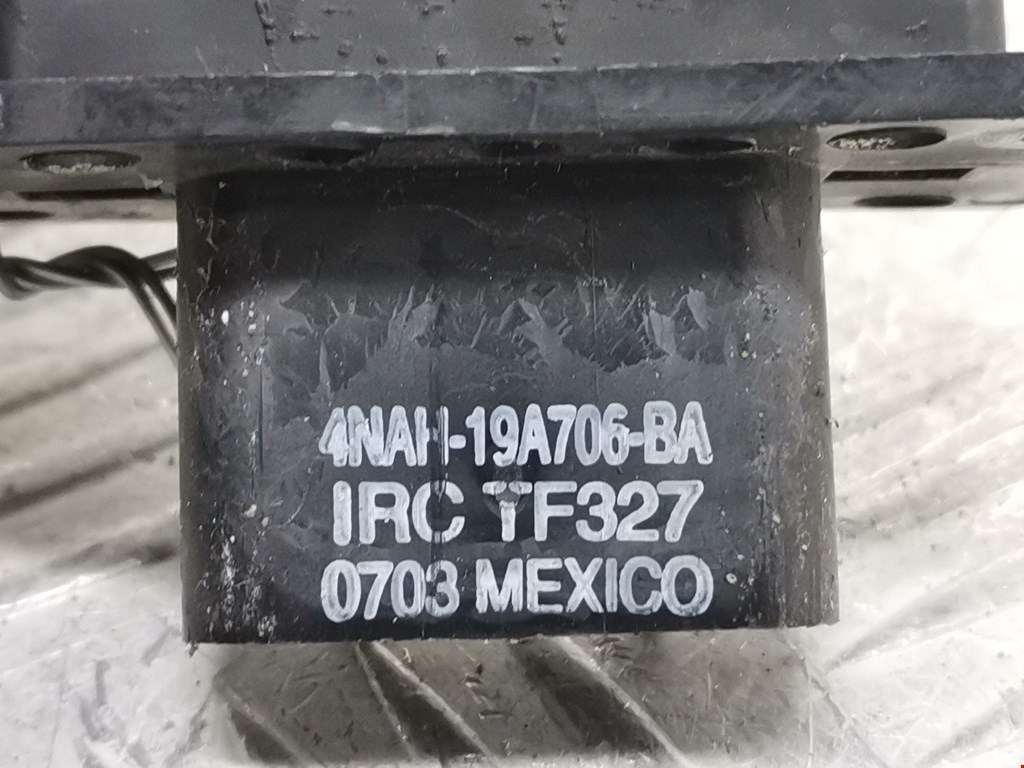 4NAH-19A706-BA
IRC TF327
0703 MEXICO